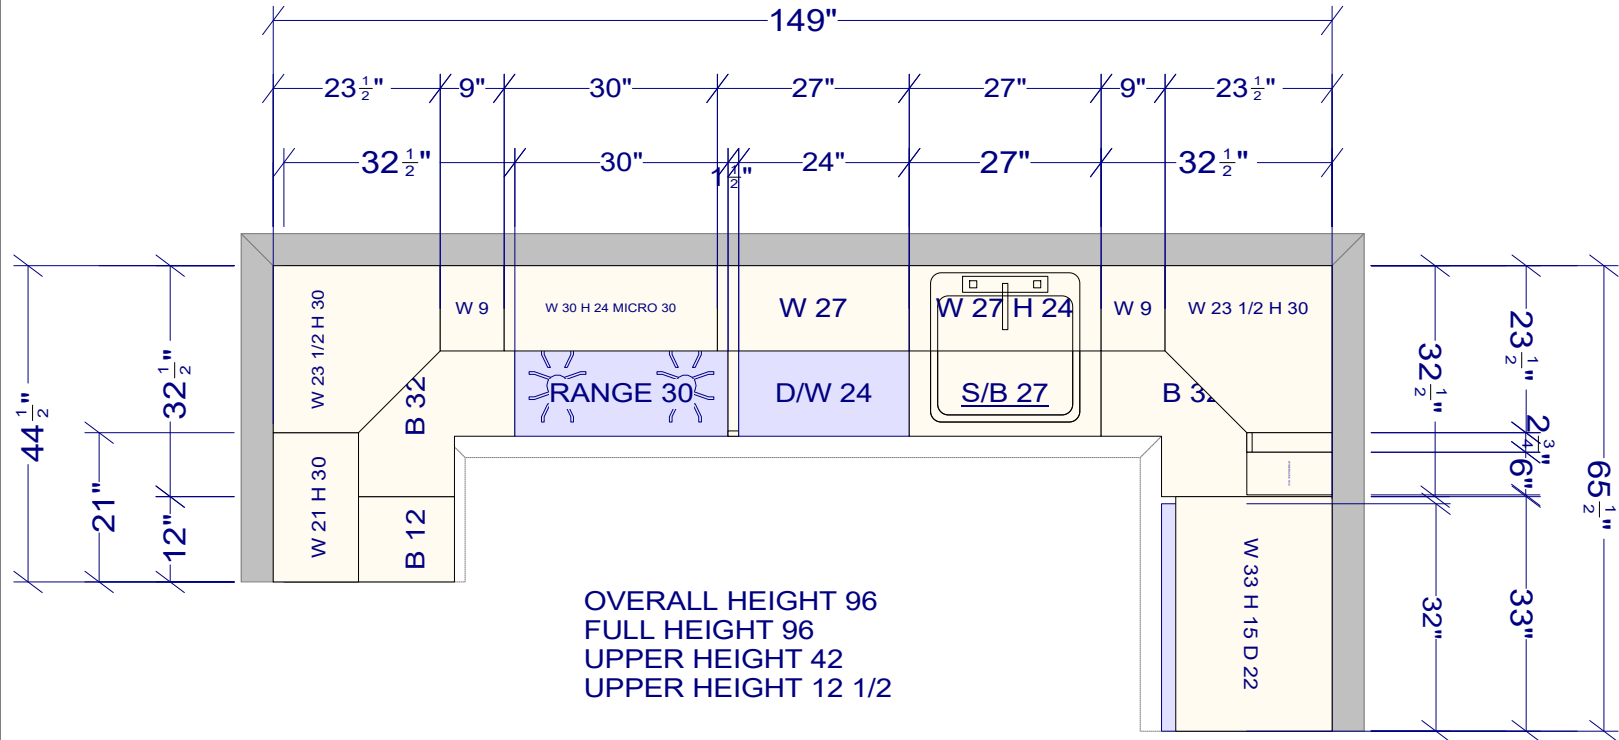 149"
23 1/2" 9" 30" 27" 27" 9" 23 1/2"
32 1/2" 30" 1 1/2" 24" 27" 32 1/2"
W 23 1/2 H 30
W 9
W 30 H 24 MICRO 30
W 27
W 27 H 24
W 9
W 23 1/2 H 30
B 32
RANGE 30
D/W 24
S/B 27
B 32
W 21 H 30
B 12
44 1/2"
21"
32 1/2"
12"
32 1/2"
32"
23 1/2"
2 3/4"
6"
33"
65 1/2"
W 33 H 15 D 22
OVERALL HEIGHT 96
FULL HEIGHT 96
UPPER HEIGHT 42
UPPER HEIGHT 12 1/2